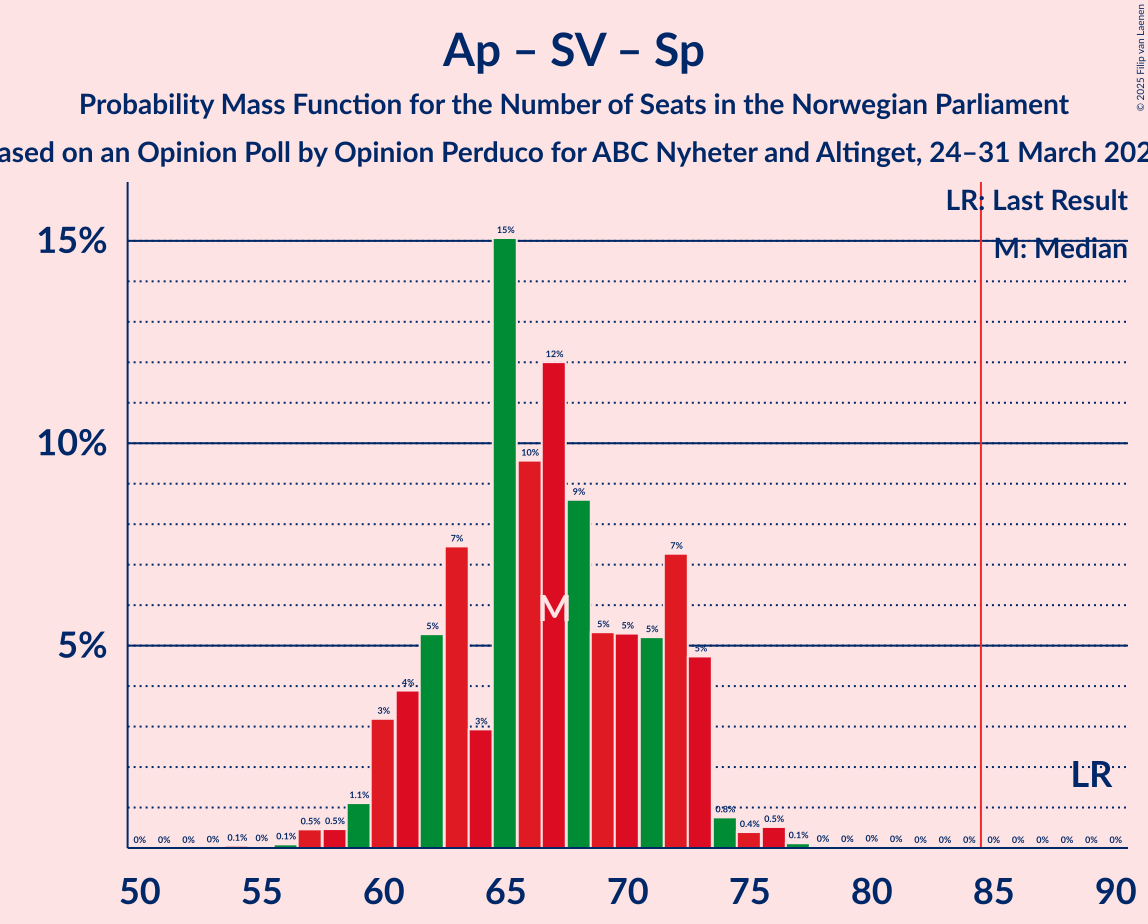 Ap – SV – Sp
Probability Mass Function for the Number of Seats in the Norwegian Parliament
ased on an Opinion Poll by Opinion Perduco for ABC Nyheter and Altinget, 24–31 March 202
© 2025 Filip van Laenen
LR: Last Result
M: Median
15%
10%
5%
0% 0% 0% 0% 0.1% 0% 0.1% 0.5% 0.5% 1.1% 3% 4% 5% 7% 3% 15% 10% 12% 9% 5% 5% 5% 7% 5% 0.8% 0.4% 0.5% 0.1% 0% 0% 0% 0% 0% 0% 0% 0% 0% 0% 0% 0% 0%
M
LR
50 55 60 65 70 75 80 85 90